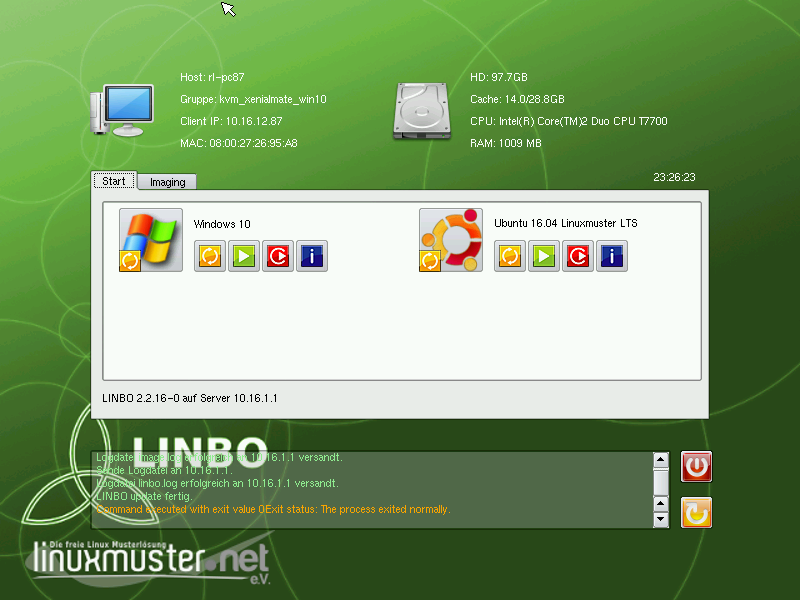 Host: rl-pc87
Gruppe: kvm_xenialmate_win10
Client IP: 10.16.12.87
MAC: 08:00:27:26:95:A8
HD: 97.7GB
Cache: 14.0/28.8GB
CPU: Intel(R) Core(TM)2 Duo CPU T7700
RAM: 1009 MB
Start
Imaging
23:26:23
Windows 10
Ubuntu 16.04 Linuxmuster LTS
LINBO 2.2.16-0 auf Server 10.16.1.1
LINBO
Logdatei image.log erfolgreich an 10.16.1.1 versandt.
Sende Logdatei an 10.16.1.1.
Logdatei linbo.log erfolgreich an 10.16.1.1 versandt.
LINBO update fertig.
Command executed with exit value 0Exit status: The process exited normally.
Die freie Linux Musterlösung
linuxmuster.net
e.V.